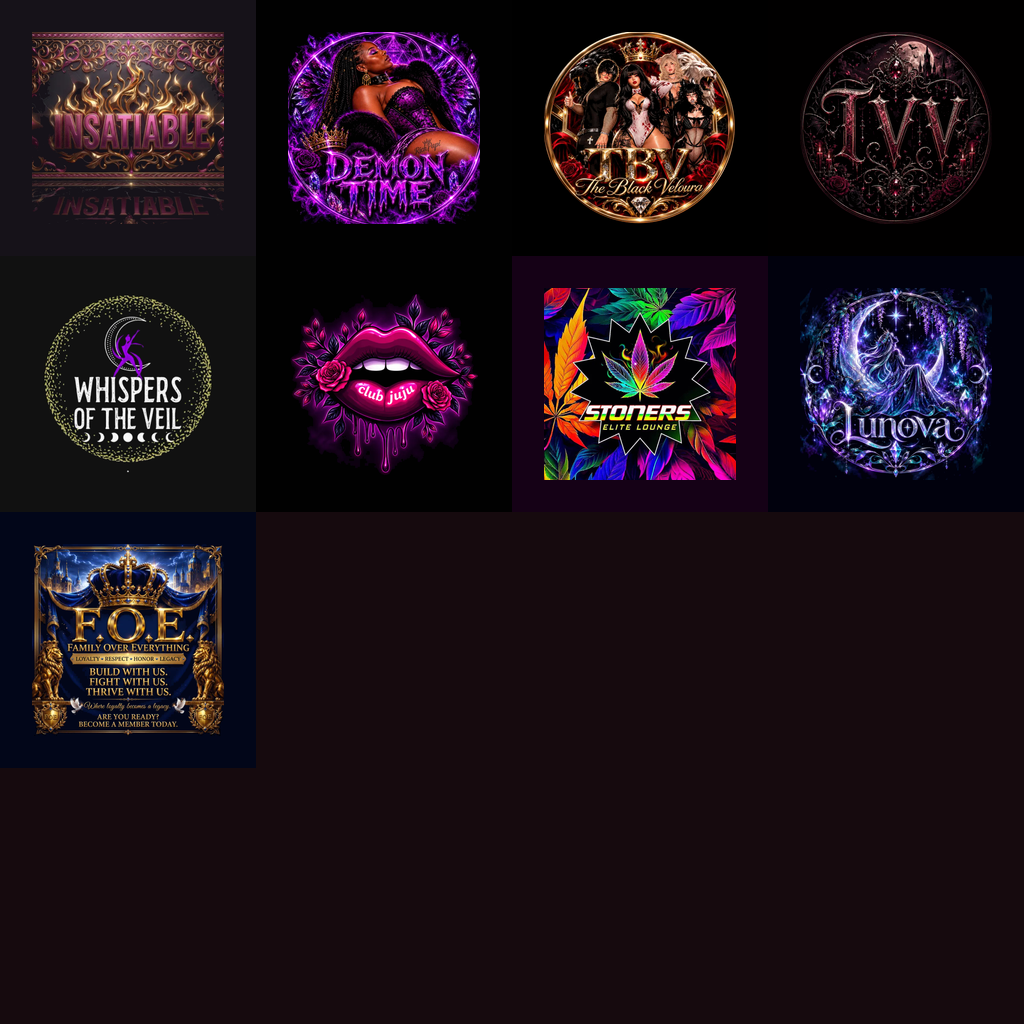 INSATIABLE
INSATIABLE
DEMON
TIME
TBV
The Black Veloura
TVV
WHISPERS
OF THE VEIL
club juju
STONERS
ELITE LOUNGE
Lunova
F.O.E.
FAMILY OVER EVERYTHING
LOYALTY • RESPECT • HONOR • LEGACY
BUILD WITH US.
FIGHT WITH US.
THRIVE WITH US.
Where loyalty becomes a legacy.
ARE YOU READY?
BECOME A MEMBER TODAY.